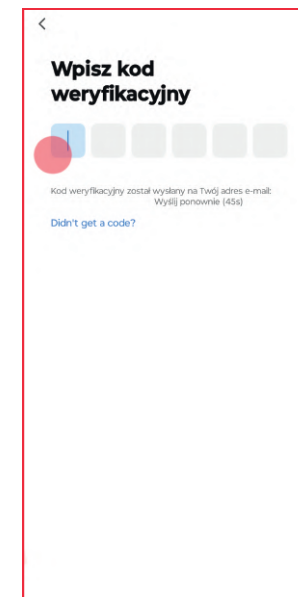 Wpisz kod
weryfikacyjny
Kod weryfikacyjny został wysłany na Twój adres e-mail:
Wyślij ponownie (45s)
Didn't get a code?